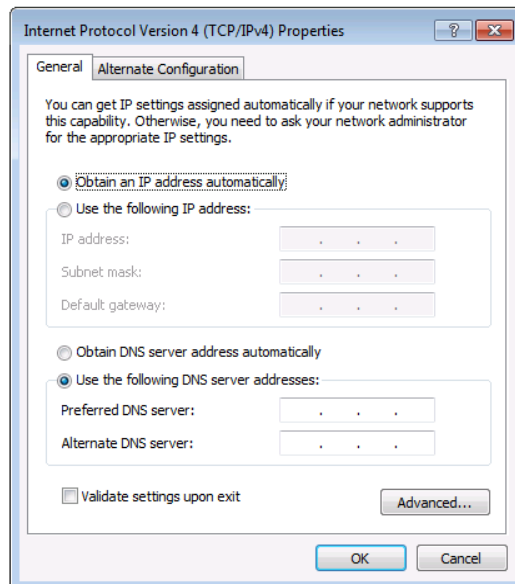 Internet Protocol Version 4 (TCP/IPv4) Properties
General
Alternate Configuration
You can get IP settings assigned automatically if your network supports
this capability. Otherwise, you need to ask your network administrator
for the appropriate IP settings.
Obtain an IP address automatically
Use the following IP address:
IP address:
Subnet mask:
Default gateway:
Obtain DNS server address automatically
Use the following DNS server addresses:
Preferred DNS server:
Alternate DNS server:
Validate settings upon exit
Advanced...
OK
Cancel